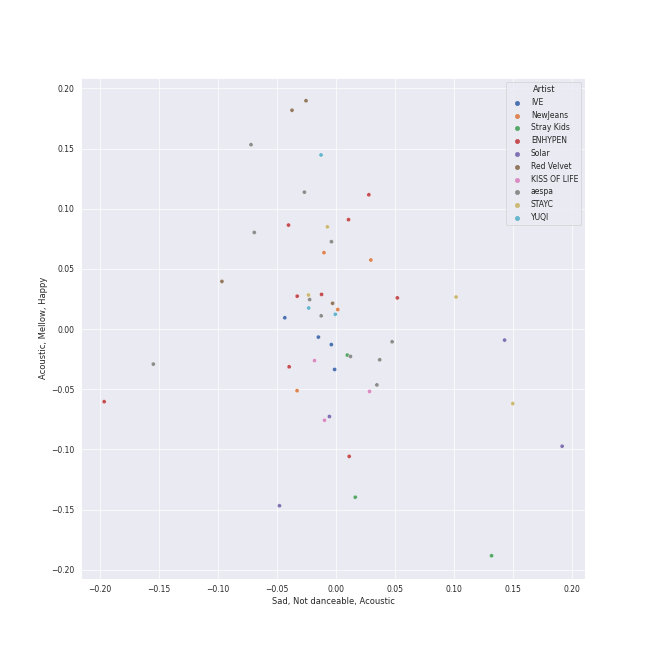 0.20
0.15
0.10
0.05
0.00
−0.05
−0.10
−0.15
−0.20
Acoustic, Mellow, Happy
Artist
IVE
NewJeans
Stray Kids
ENHYPEN
Solar
Red Velvet
KISS OF LIFE
aespa
STAYC
YUQI
−0.20 −0.15 −0.10 −0.05 0.00 0.05 0.10 0.15 0.20
Sad, Not danceable, Acoustic